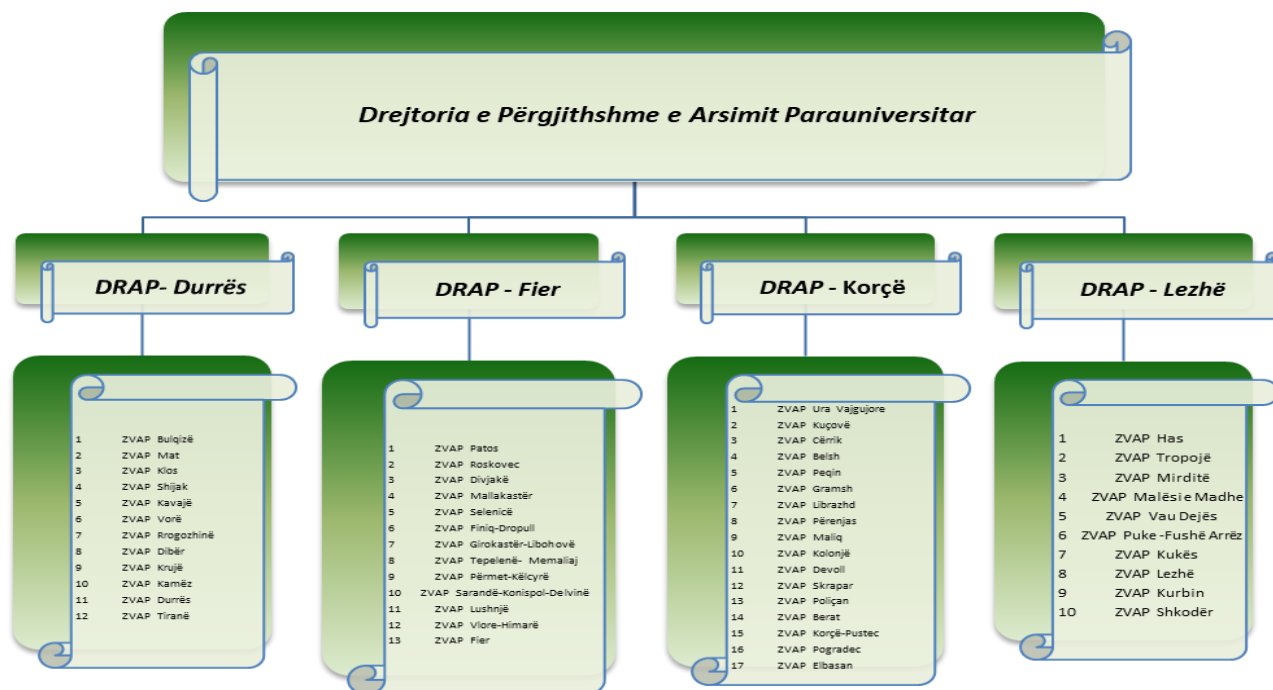 Drejtoria e Përgjithshme e Arsimit Parauniversitar
DRAP- Durrës
1 ZVAP Bulqizë
2 ZVAP Mat
3 ZVAP Klos
4 ZVAP Shijak
5 ZVAP Kavajë
6 ZVAP Vorë
7 ZVAP Rrogozhinë
8 ZVAP Dibër
9 ZVAP Krujë
10 ZVAP Kamëz
11 ZVAP Durrës
12 ZVAP Tiranë
DRAP - Fier
1 ZVAP Patos
2 ZVAP Roskovec
3 ZVAP Divjakë
4 ZVAP Mallakastër
5 ZVAP Selenicë
6 ZVAP Finiq-Dropull
7 ZVAP Girokastër-Libohovë
8 ZVAP Tepelenë- Memaliaj
9 ZVAP Përmet-Këlcyrë
10 ZVAP Sarandë-Konispol-Delvinë
11 ZVAP Lushnjë
12 ZVAP Vlore-Himarë
13 ZVAP Fier
DRAP - Korçë
1 ZVAP Ura Vajgujore
2 ZVAP Kuçovë
3 ZVAP Cërrik
4 ZVAP Belsh
5 ZVAP Peqin
6 ZVAP Gramsh
7 ZVAP Librazhd
8 ZVAP Përenjas
9 ZVAP Maliq
10 ZVAP Kolonjë
11 ZVAP Devoll
12 ZVAP Skrapar
13 ZVAP Poliçan
14 ZVAP Berat
15 ZVAP Korçë-Pustec
16 ZVAP Pogradec
17 ZVAP Elbasan
DRAP - Lezhë
1 ZVAP Has
2 ZVAP Tropojë
3 ZVAP Mirditë
4 ZVAP Malësi e Madhe
5 ZVAP Vau Dejës
6 ZVAP Puke -Fushë Arrëz
7 ZVAP Kukës
8 ZVAP Lezhë
9 ZVAP Kurbin
10 ZVAP Shkodër